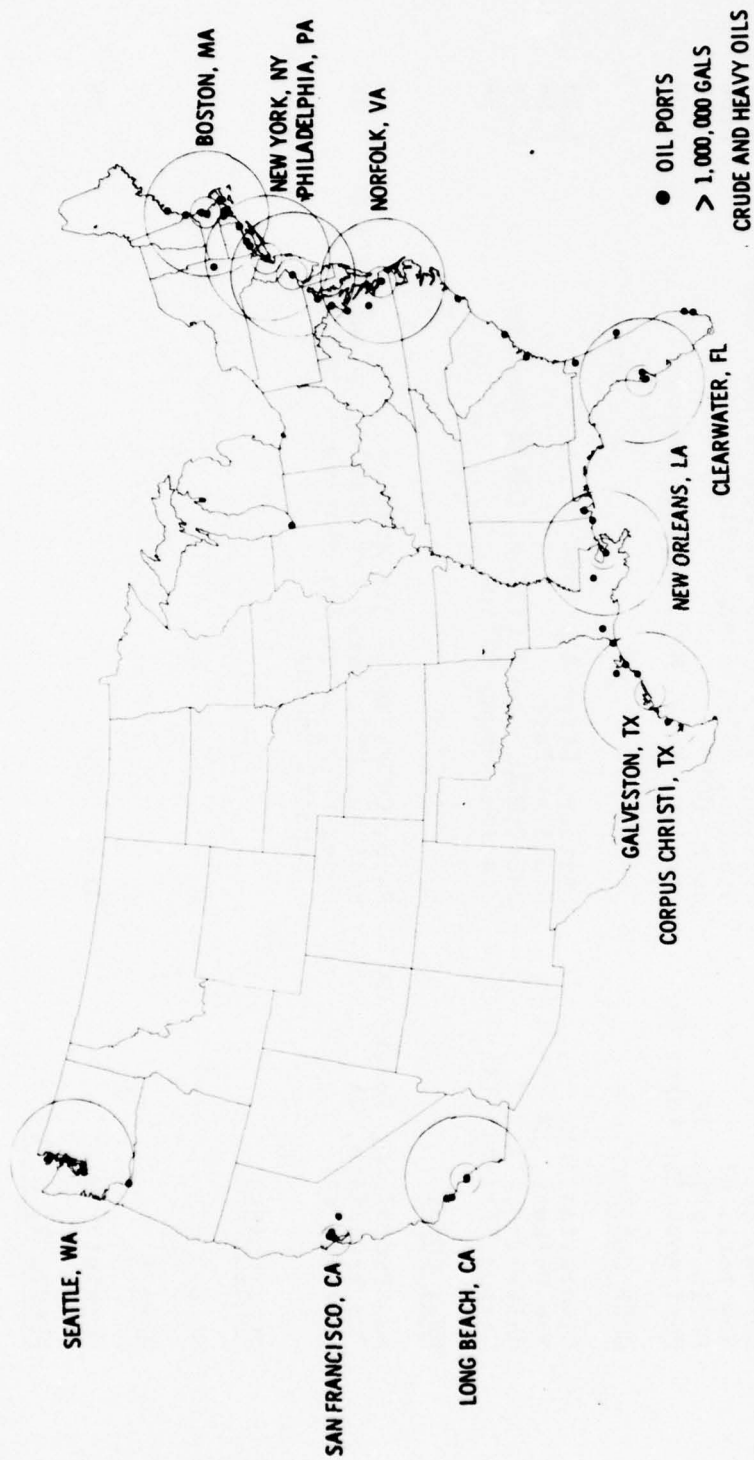 SEATTLE, WA
SAN FRANCISCO, CA
LONG BEACH, CA
GALVESTON, TX
CORPUS CHRISTI, TX
NEW ORLEANS, LA
CLEARWATER, FL
BOSTON, MA
NEW YORK, NY
PHILADELPHIA, PA
NORFOLK, VA
● OIL PORTS
> 1,000,000 GALS
CRUDE AND HEAVY OILS